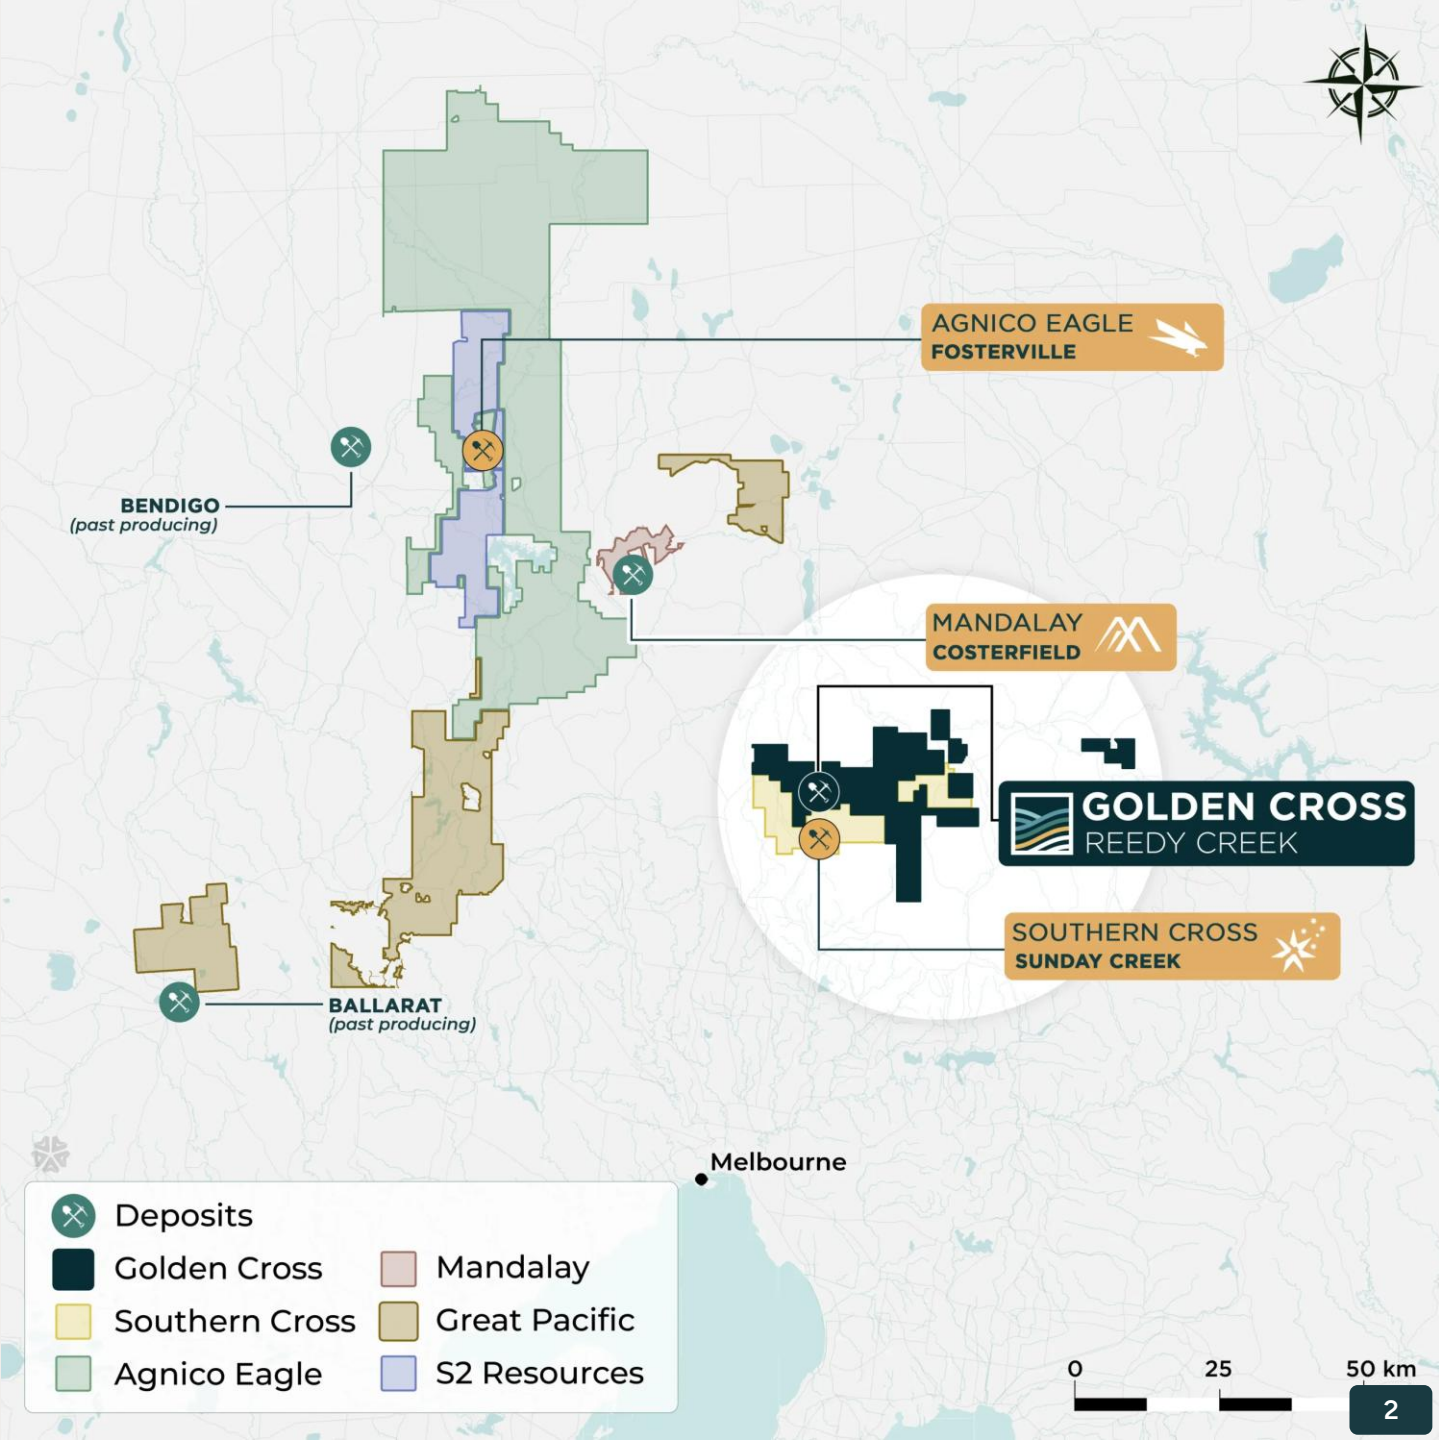 AGNICO EAGLE
FOSTERVILLE
BENDIGO
(past producing)
MANDALAY
COSTERFIELD
GOLDEN CROSS
REEDY CREEK
SOUTHERN CROSS
SUNDAY CREEK
BALLARAT
(past producing)
Melbourne
Deposits
Golden Cross
Southern Cross
Agnico Eagle
Mandalay
Great Pacific
S2 Resources
0 25 50 km
2